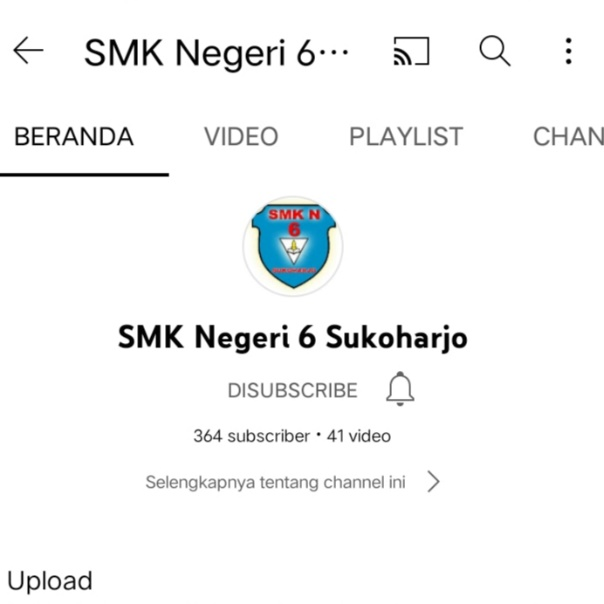 SMK Negeri 6...
BERANDA VIDEO PLAYLIST CHAN
SMK N
6
SUKOHARJO
SMK Negeri 6 Sukoharjo
DISUBSCRIBE
364 subscriber • 41 video
Selengkapnya tentang channel ini
Upload